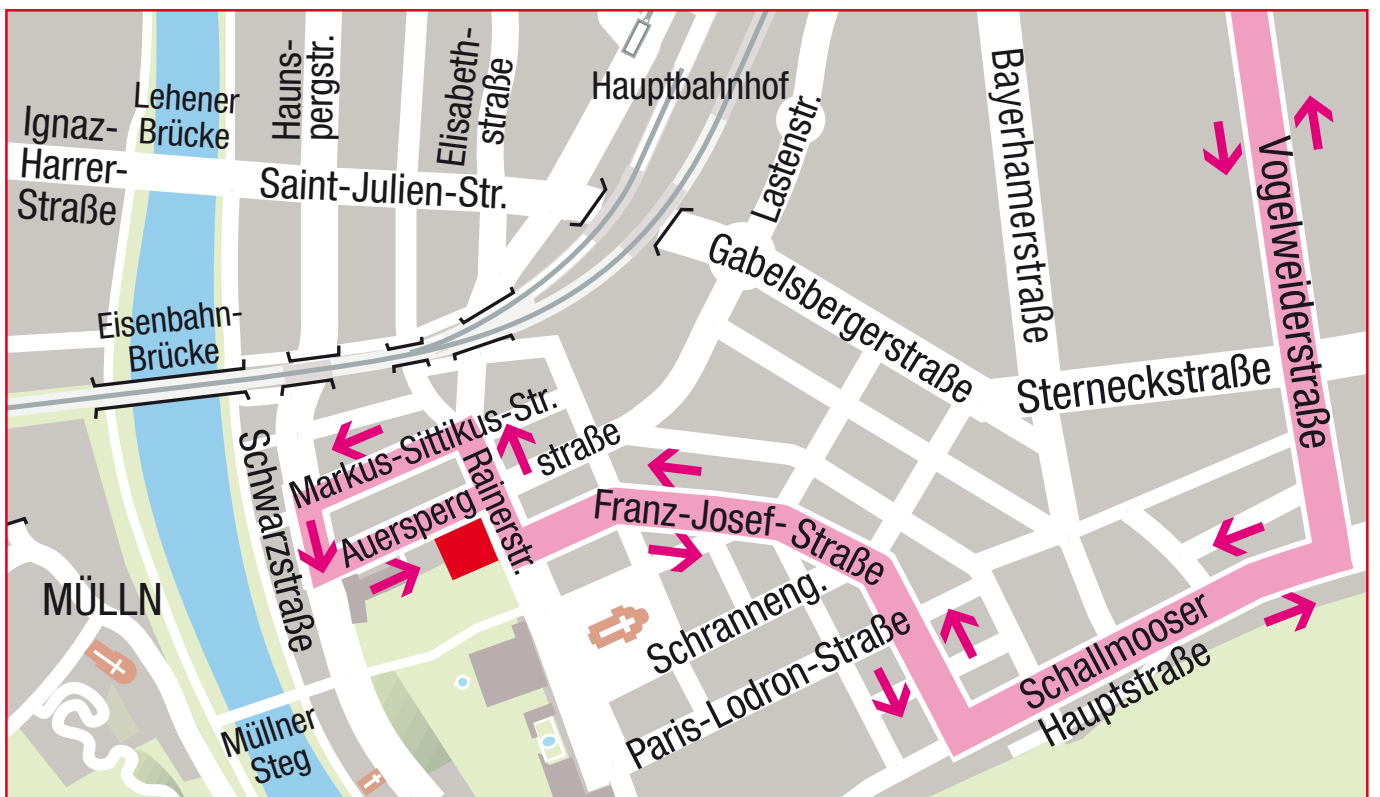 Hauns-
pergstr.
Elisabeth-
straße
Hauptbahnhof
Lehener
Brücke
Ignaz-
Harrer-
Straße
Saint-Julien-Str.
Lastenstr.
Bayerhamerstraße
Vogelweiderstraße
Gabelsbergerstraße
Sterneckstraße
Eisenbahn-
Brücke
Markus-Sittikus-Str.
Auersperg
straße
Rainerstr.
Schwarzstraße
Franz-Josef- Straße
Schranneng.
Paris-Lodron-Straße
Schallmooser
Hauptstraße
MÜLLN
Müllner
Steg